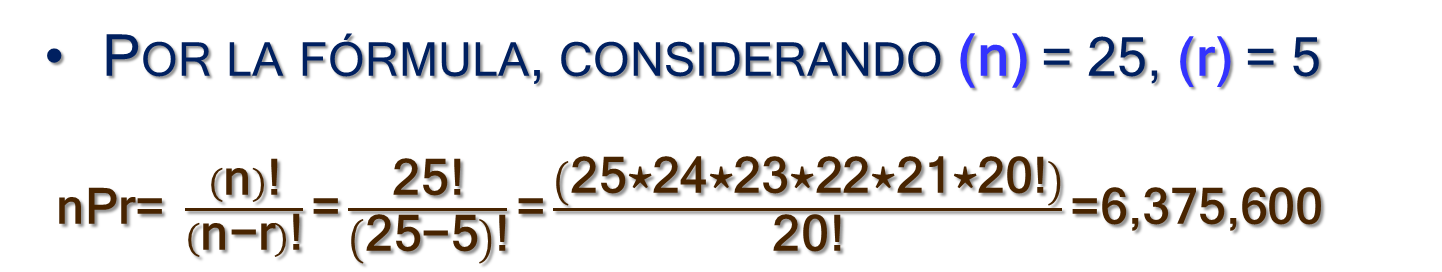 • POR LA FÓRMULA, CONSIDERANDO (n) = 25, (r) = 5
nPr= (n)!/(n−r)! = 25!/(25−5)! = (25*24*23*22*21*20!)/20! =6,375,600